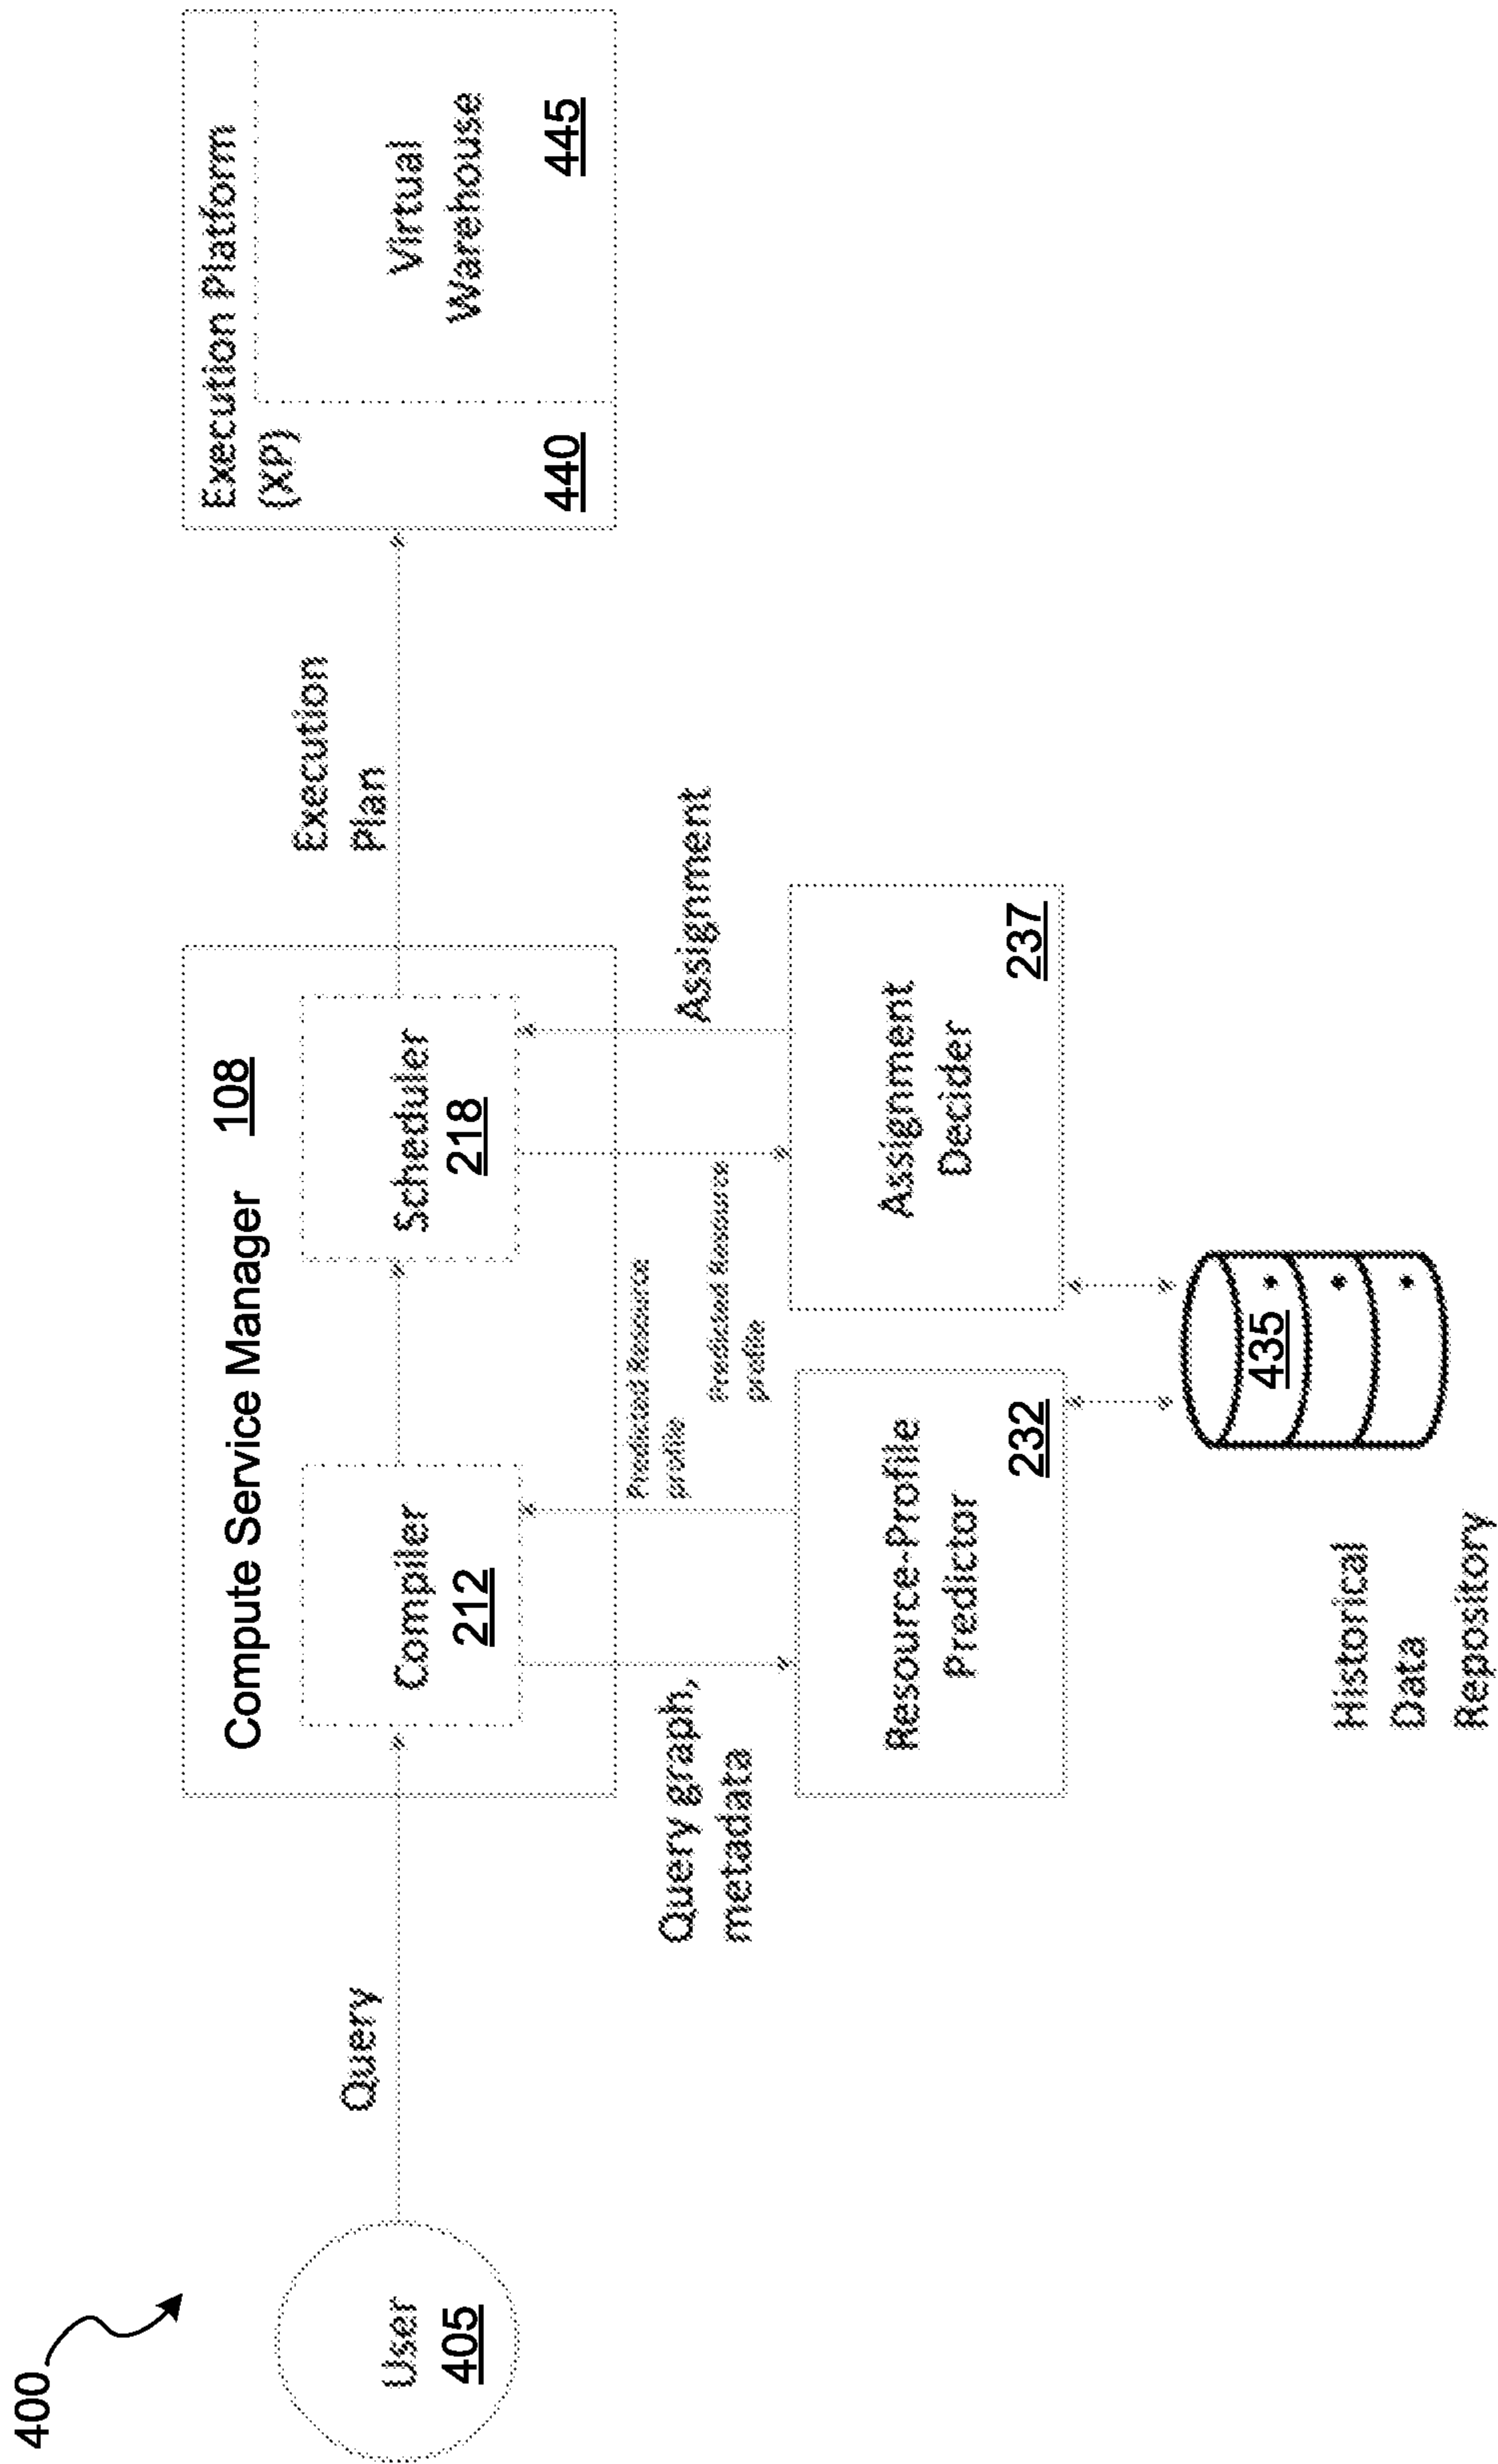 400
User
405
Query
Compute Service Manager 108
Compiler
212
Scheduler
218
Query graph,
metadata
Predicted Resource
profile
Predicted Resource
profile
Assignment
Resource-Profile
Predictor
232
Assignment
Decider
237
435
Historical
Data
Repository
Execution
Plan
Execution Platform
(XP)
440
Virtual
Warehouse
445